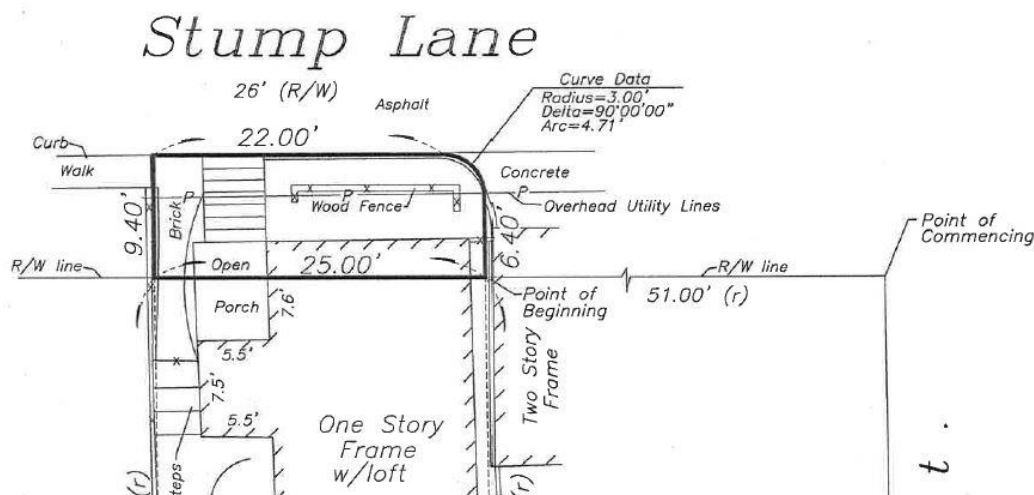 Stump Lane
26' (R/W)
Asphalt
Curve Data
Radius=3.00'
Delta=90°00'00"
Arc=4.71'
22.00'
Curb
Walk
Concrete
P
P
P
Wood Fence
Overhead Utility Lines
Brick
9.40'
6.40'
Point of
Commencing
R/W line
Open
25.00'
R/W line
51.00' (r)
Point of
Beginning
Porch
7.6'
5.5'
7.5'
5.5'
Two Story
Frame
One Story
Frame
w/loft
(r)
teps
(r)
t .